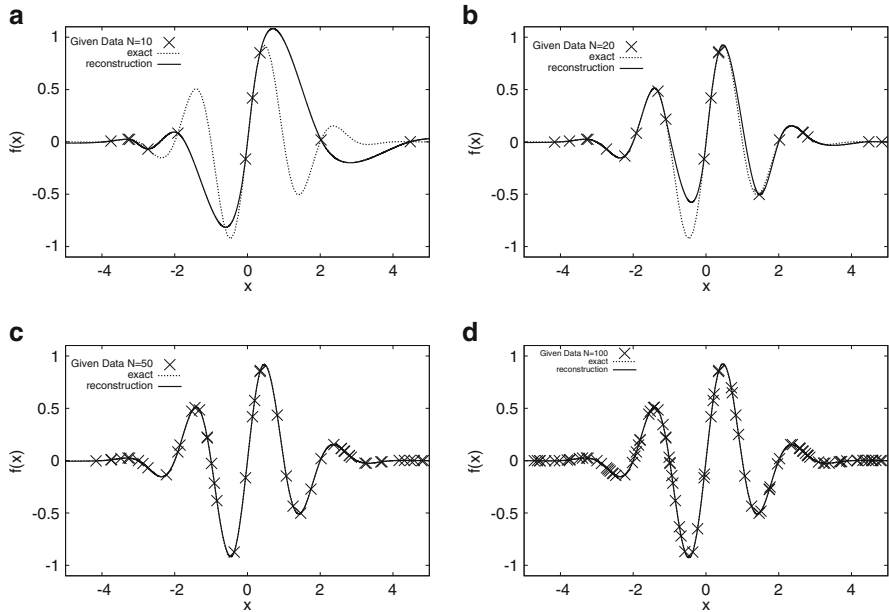 a
Given Data N=10
exact
reconstruction
1
0.5
0
-0.5
-1
f(x)
-4
-2
0
2
4
x
b
Given Data N=20
exact
reconstruction
1
0.5
0
-0.5
-1
f(x)
-4
-2
0
2
4
x
c
Given Data N=50
exact
reconstruction
1
0.5
0
-0.5
-1
f(x)
-4
-2
0
2
4
x
d
Given Data N=100
exact
reconstruction
1
0.5
0
-0.5
-1
f(x)
-4
-2
0
2
4
x